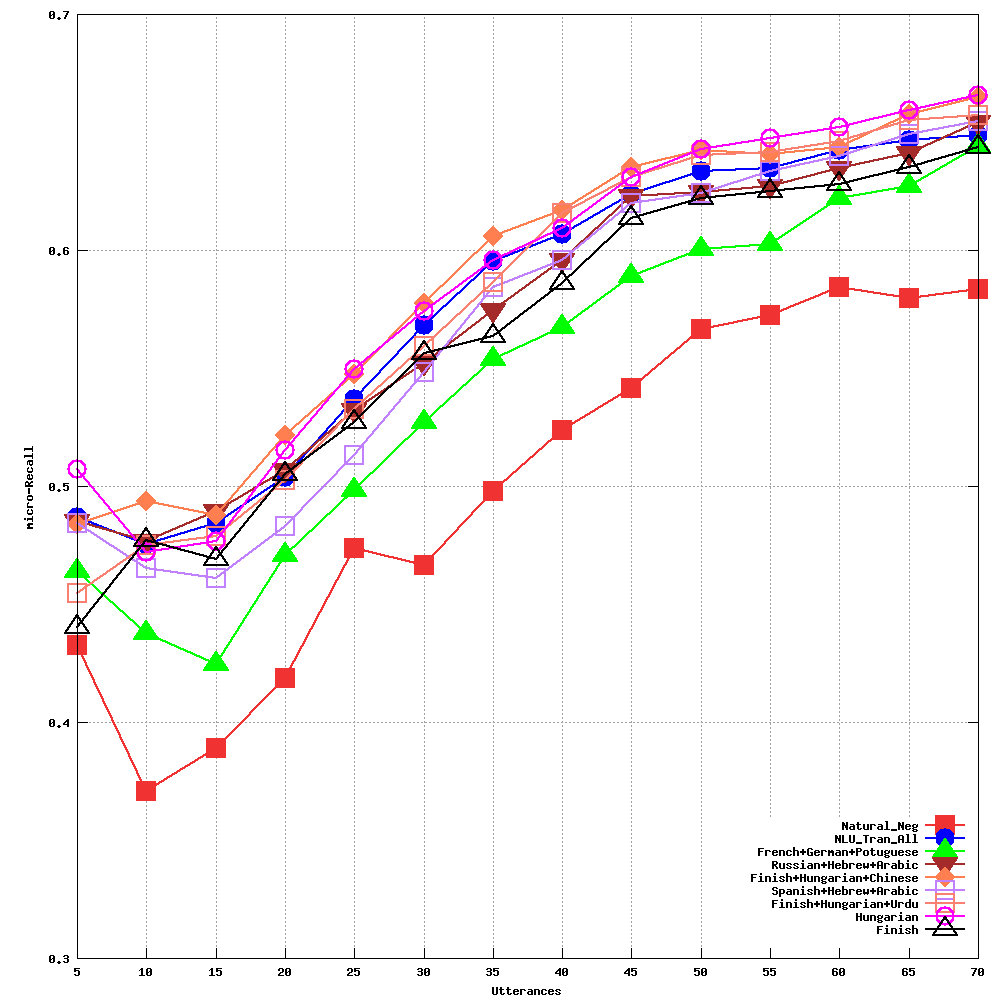 0.7
0.6
0.5
0.4
0.3
micro-Recall
5 10 15 20 25 30 35 40 45 50 55 60 65 70
Utterances
Natural_Neg
NLU_Tran_All
French+German+Potuguese
Russian+Hebrew+Arabic
Finish+Hungarian+Chinese
Spanish+Hebrew+Arabic
Finish+Hungarian+Urdu
Hungarian
Finish